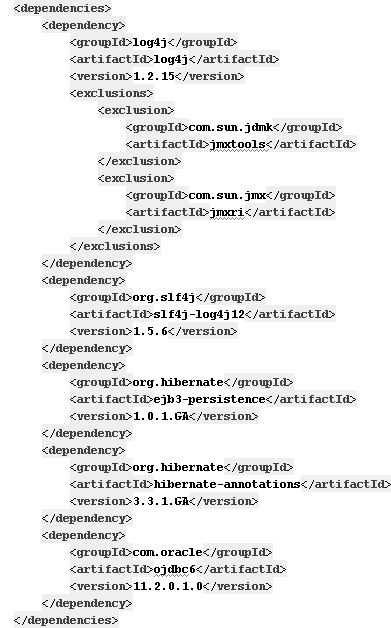 <dependencies>
    <dependency>
        <groupId>log4j</groupId>
        <artifactId>log4j</artifactId>
        <version>1.2.15</version>
        <exclusions>
            <exclusion>
                <groupId>com.sun.jdmk</groupId>
                <artifactId>jmxtools</artifactId>
            </exclusion>
            <exclusion>
                <groupId>com.sun.jmx</groupId>
                <artifactId>jmxri</artifactId>
            </exclusion>
        </exclusions>
    </dependency>
    <dependency>
        <groupId>org.slf4j</groupId>
        <artifactId>slf4j-log4j12</artifactId>
        <version>1.5.6</version>
    </dependency>
    <dependency>
        <groupId>org.hibernate</groupId>
        <artifactId>ejb3-persistence</artifactId>
        <version>1.0.1.GA</version>
    </dependency>
    <dependency>
        <groupId>org.hibernate</groupId>
        <artifactId>hibernate-annotations</artifactId>
        <version>3.3.1.GA</version>
    </dependency>
    <dependency>
        <groupId>com.oracle</groupId>
        <artifactId>ojdbc6</artifactId>
        <version>11.2.0.1.0</version>
    </dependency>
</dependencies>